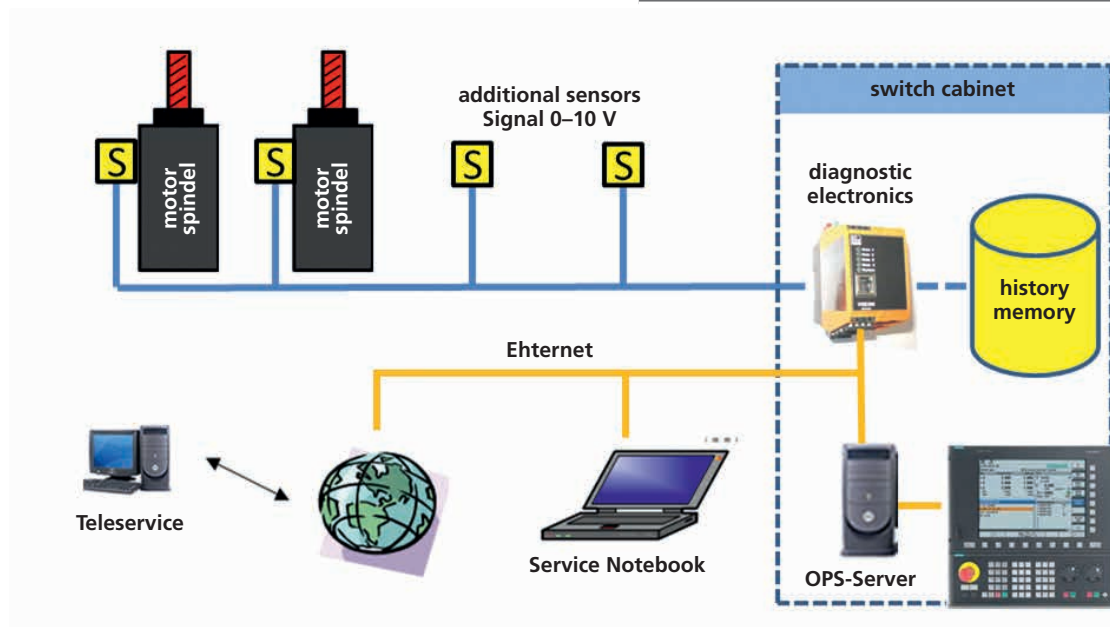 additional sensors
Signal 0–10 V
switch cabinet
S
motor
spindel
S
motor
spindel
S
S
diagnostic
electronics
history
memory
Ehternet
Teleservice
Service Notebook
OPS-Server